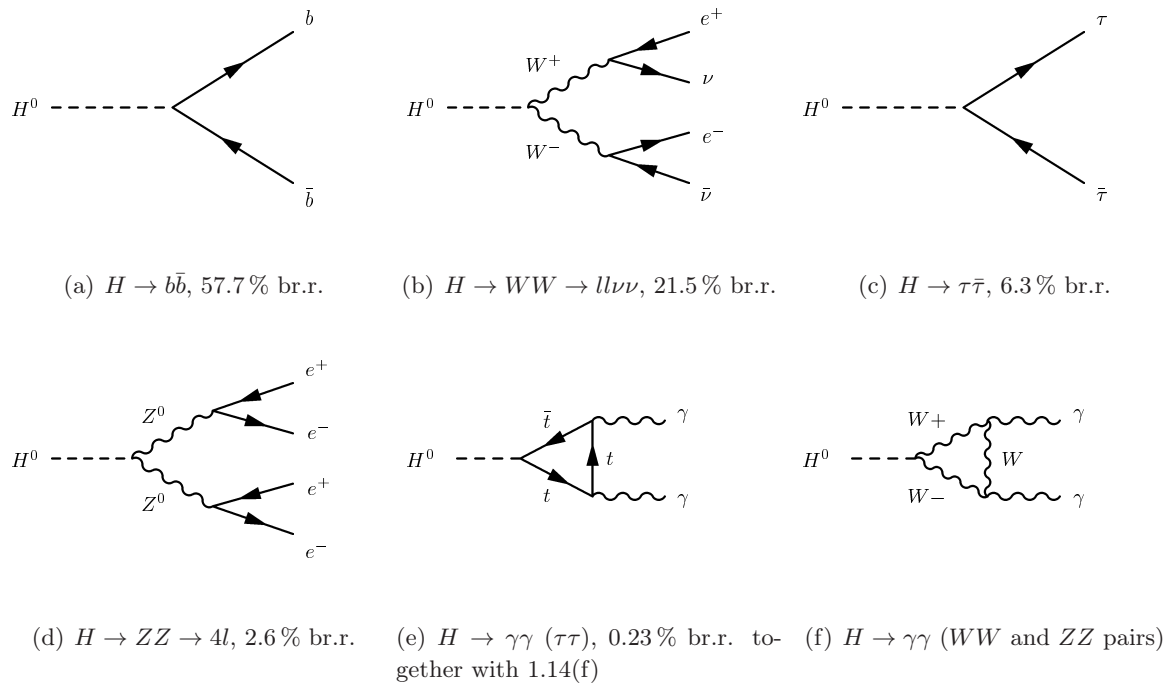 b
H⁰
b̄
(a) H → bb̄, 57.7 % br.r.
e⁺
W⁺
ν
H⁰
e⁻
W⁻
ν̄
(b) H → WW → llνν, 21.5 % br.r.
τ
H⁰
τ̄
(c) H → ττ̄, 6.3 % br.r.
e⁺
Z⁰
e⁻
H⁰
e⁺
Z⁰
e⁻
(d) H → ZZ → 4l, 2.6 % br.r.
t̄
γ
H⁰
t
t
γ
(e) H → γγ (ττ), 0.23 % br.r. to-
gether with 1.14(f)
W+
γ
H⁰
W
W−
γ
(f) H → γγ (WW and ZZ pairs)